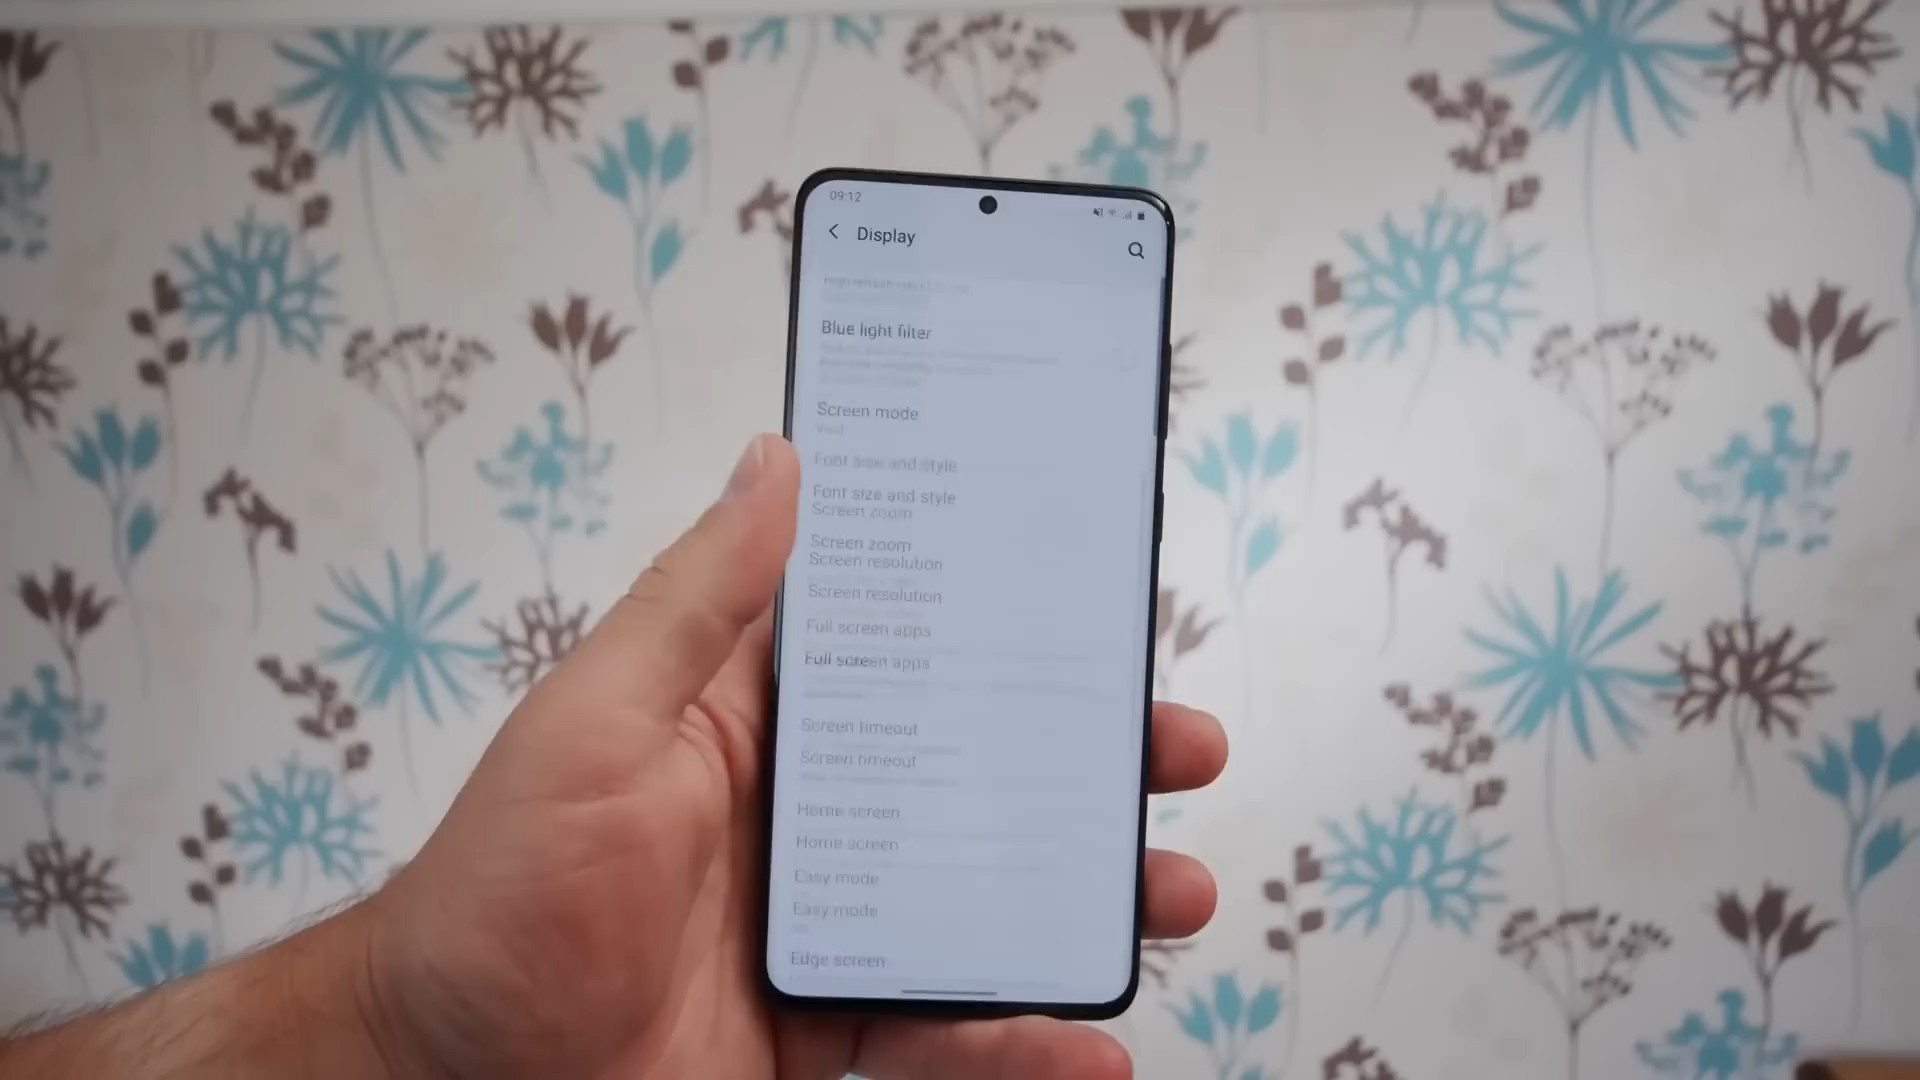 09:12
Display
Blue light filter
Screen mode
Vivid
Font size and style
Font size and style
Screen zoom
Screen zoom
Screen resolution
Screen resolution
Full screen apps
Full screen apps
Screen timeout
Screen timeout
Home screen
Home screen
Easy mode
Easy mode
Edge screen